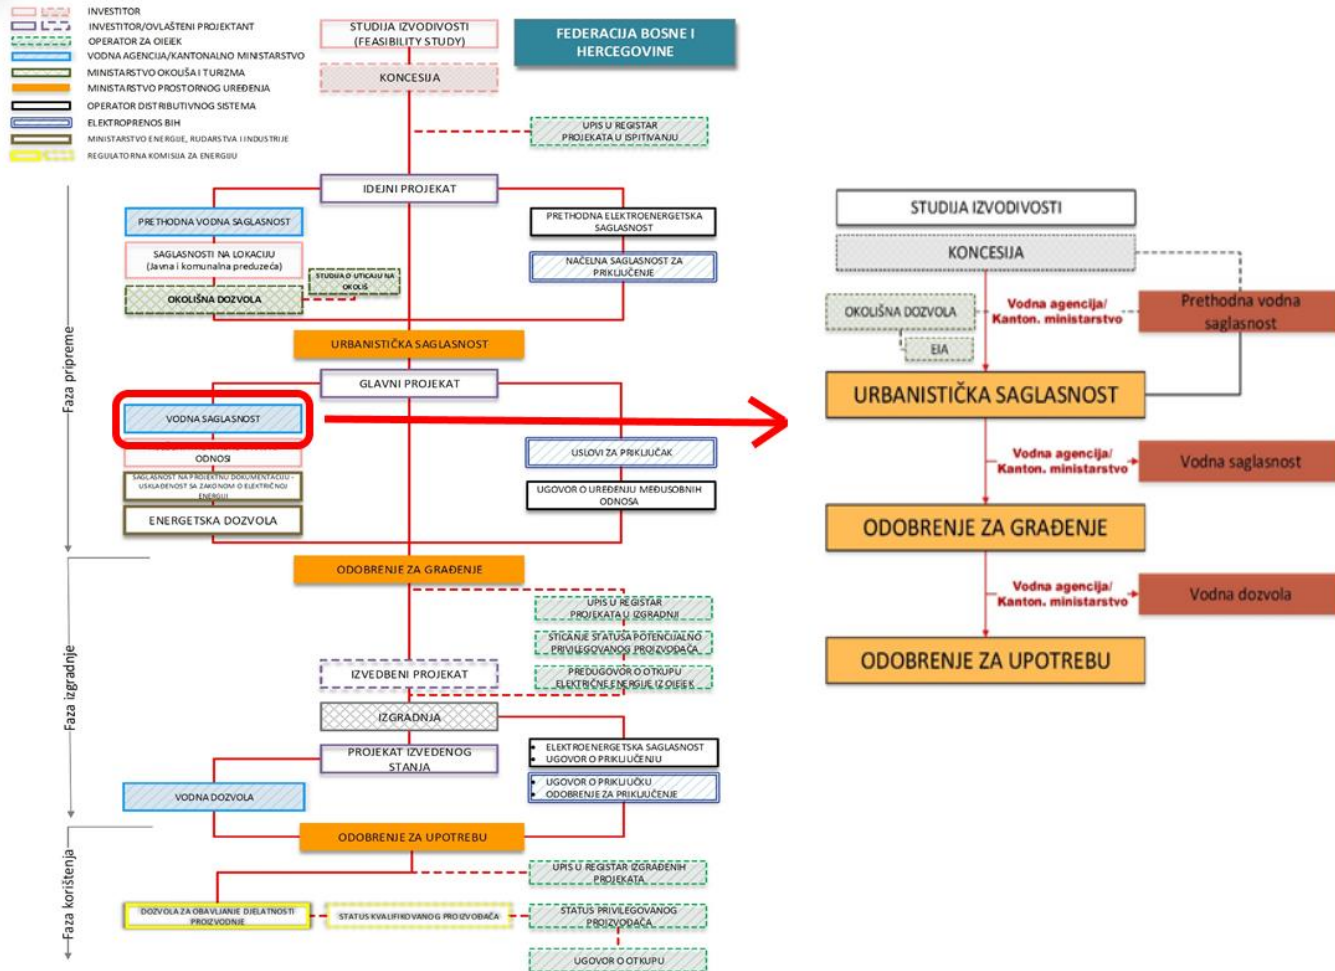 INVESTITOR
INVESTITOR/OVLAŠTENI PROJEKTANT
OPERATOR ZA OIEIEK
VODNA AGENCIJA/KANTONALNO MINISTARSTVO
MINISTARSTVO OKOLIŠA I TURIZMA
MINISTARSTVO PROSTORNOG UREĐENJA
OPERATOR DISTRIBUTIVNOG SISTEMA
ELEKTROPRENOS BIH
MINISTARSTVO ENERGIJE, RUDARSTVA I INDUSTRIJE
REGULATORNA KOMISIJA ZA ENERGIJU
STUDIJA IZVODIVOSTI
(FEASIBILITY STUDY)
FEDERACIJA BOSNE I
HERCEGOVINE
KONCESIJA
UPIS U REGISTAR
PROJEKATA U ISPITIVANJU
Faza pripreme
IDEJNI PROJEKAT
PRETHODNA VODNA SAGLASNOST
SAGLASNOSTI NA LOKACIJU
(Javna i komunalna preduzeća)
STUDIJA O UTICAJU NA
OKOLIŠ
OKOLIŠNA DOZVOLA
PRETHODNA ELEKTROENERGETSKA
SAGLASNOST
NAČELNA SAGLASNOST ZA
PRIKLJUČENJE
URBANISTIČKA SAGLASNOST
GLAVNI PROJEKAT
VODNA SAGLASNOST
ODNOSI
SAGLASNOST NA PROJEKTNU DOKUMENTACIJU -
USKLAĐENOST SA ZAKONOM O ELEKTRIČNOJ
ENERGIJI
ENERGETSKA DOZVOLA
USLOVI ZA PRIKLJUČAK
UGOVOR O UREĐENJU MEĐUSOBNIH
ODNOSA
Faza izgradnje
ODOBRENJE ZA GRAĐENJE
UPIS U REGISTAR
PROJEKATA U IZGRADNJI
STICANJE STATUSA POTENCIJALNO
PRIVILEGOVANOG PROIZVOĐAČA
PREDUGOVOR O OTKUPU
ELEKTRIČNE ENERGIJE IZ OIEIEK
IZVEDBENI PROJEKAT
IZGRADNJA
PROJEKAT IZVEDENOG
STANJA
• ELEKTROENERGETSKA SAGLASNOST
• UGOVOR O PRIKLJUČENJU
• UGOVOR O PRIKLJUČKU
• ODOBRENJE ZA PRIKLJUČENJE
VODNA DOZVOLA
Faza korištenja
ODOBRENJE ZA UPOTREBU
UPIS U REGISTAR IZGRAĐENIH
PROJEKATA
DOZVOLA ZA OBAVLJANJE DJELATNOSTI
PROIZVODNJE
STATUS KVALIFIKOVANOG PROIZVOĐAČA
STATUS PRIVILEGOVANOG
PROIZVOĐAČA
UGOVOR O OTKUPU
STUDIJA IZVODIVOSTI
KONCESIJA
OKOLIŠNA DOZVOLA
EIA
Vodna agencija/
Kanton. ministarstvo
Prethodna vodna
saglasnost
URBANISTIČKA SAGLASNOST
Vodna agencija/
Kanton. ministarstvo
Vodna saglasnost
ODOBRENJE ZA GRAĐENJE
Vodna agencija/
Kanton. ministarstvo
Vodna dozvola
ODOBRENJE ZA UPOTREBU